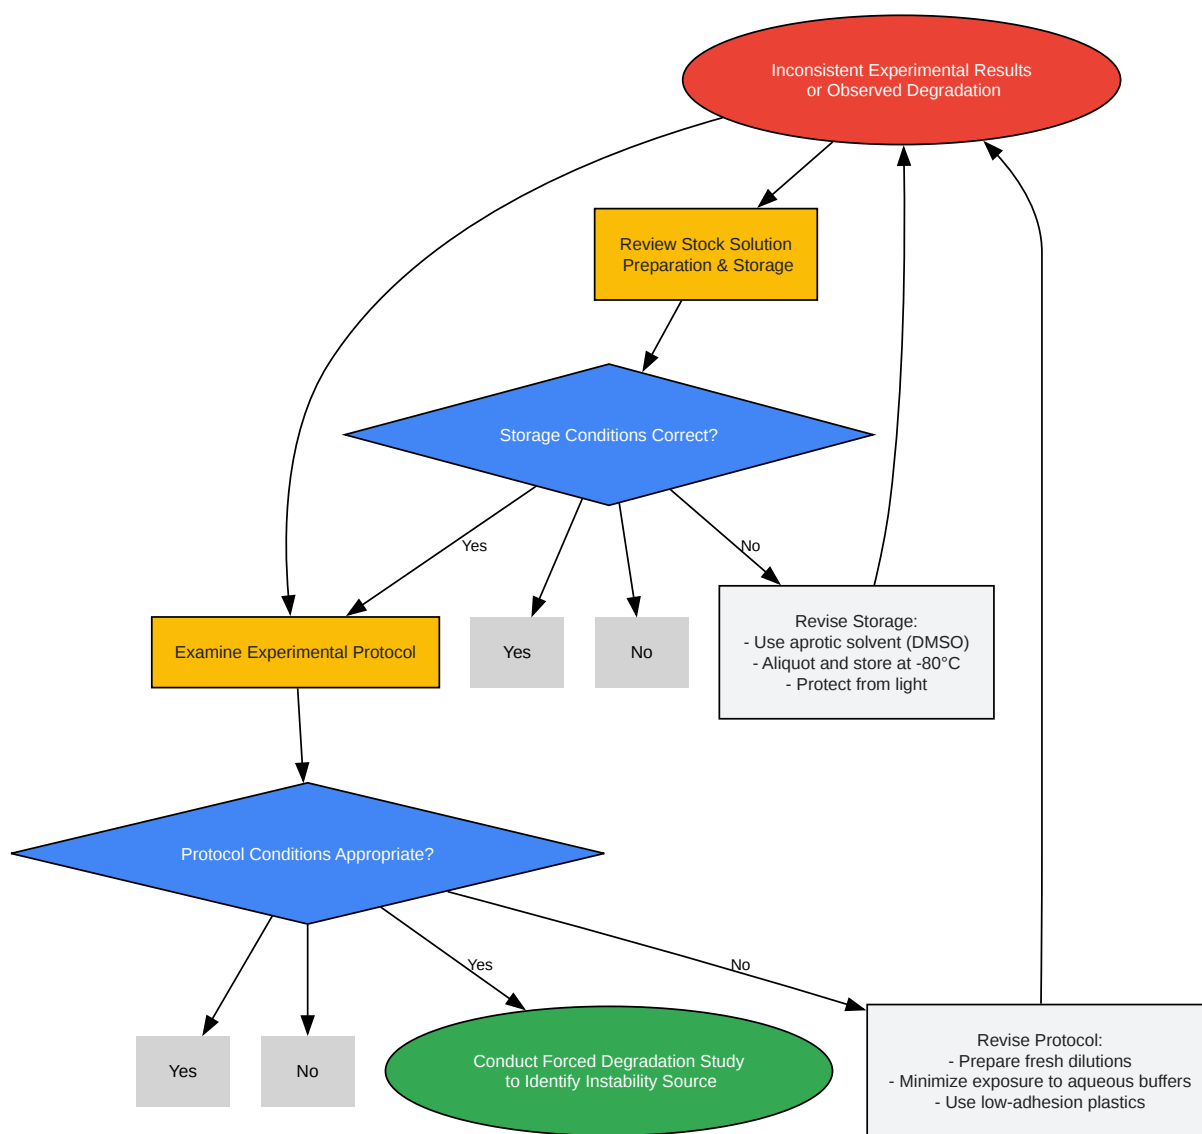 Inconsistent Experimental Results
or Observed Degradation
Review Stock Solution
Preparation & Storage
Storage Conditions Correct?
Yes
No
Examine Experimental Protocol
Yes
No
Revise Storage:
- Use aprotic solvent (DMSO)
- Aliquot and store at -80°C
- Protect from light
Protocol Conditions Appropriate?
Yes
No
Yes
No
Conduct Forced Degradation Study
to Identify Instability Source
Revise Protocol:
- Prepare fresh dilutions
- Minimize exposure to aqueous buffers
- Use low-adhesion plastics